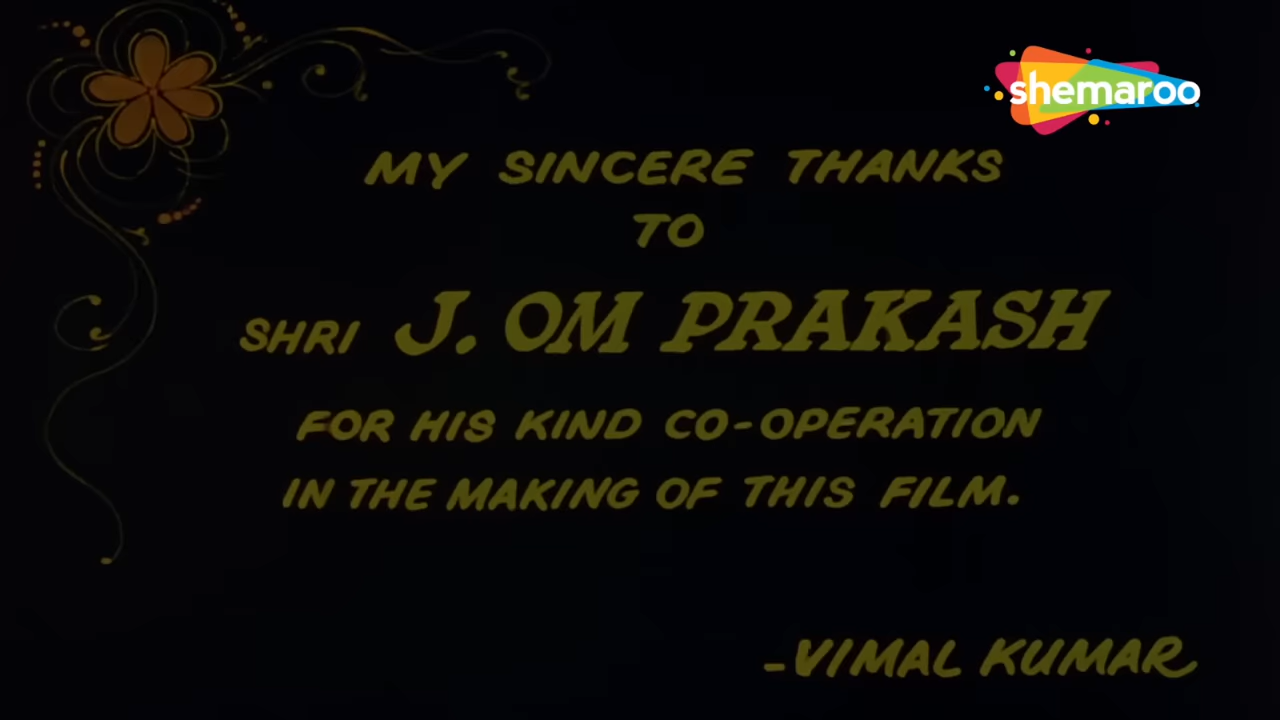 shemaroo
MY SINCERE THANKS
TO
SHRI J. OM PRAKASH
FOR HIS KIND CO-OPERATION
IN THE MAKING OF THIS FILM.
-VIMAL KUMAR